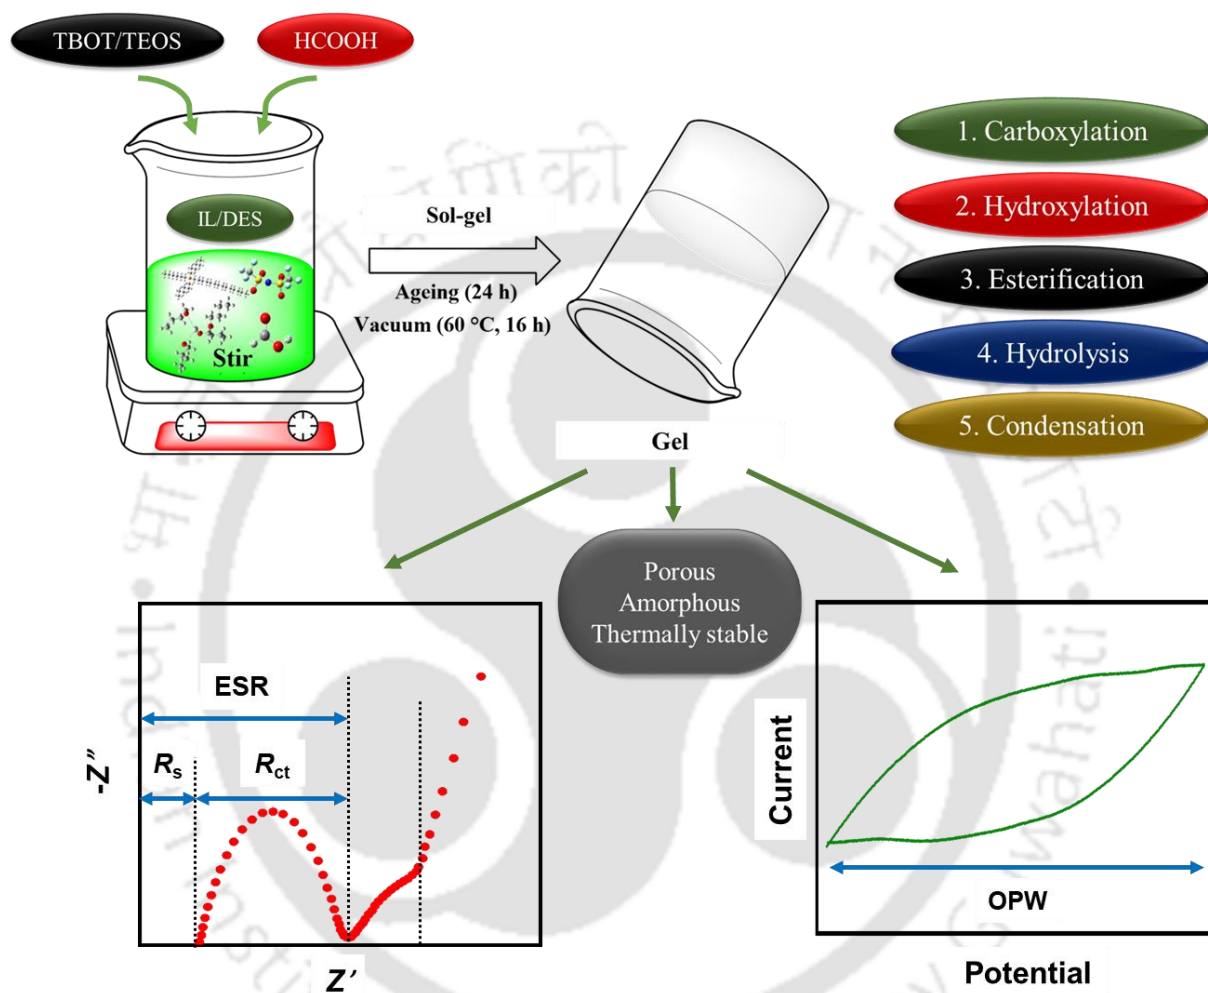 TBOT/TEOS
HCOOH
IL/DES
Stir
Sol-gel
Ageing (24 h)
Vacuum (60 °C, 16 h)
Gel
1. Carboxylation
2. Hydroxylation
3. Esterification
4. Hydrolysis
5. Condensation
Porous
Amorphous
Thermally stable
ESR
Rs
Rct
-Z″
Z′
Current
OPW
Potential